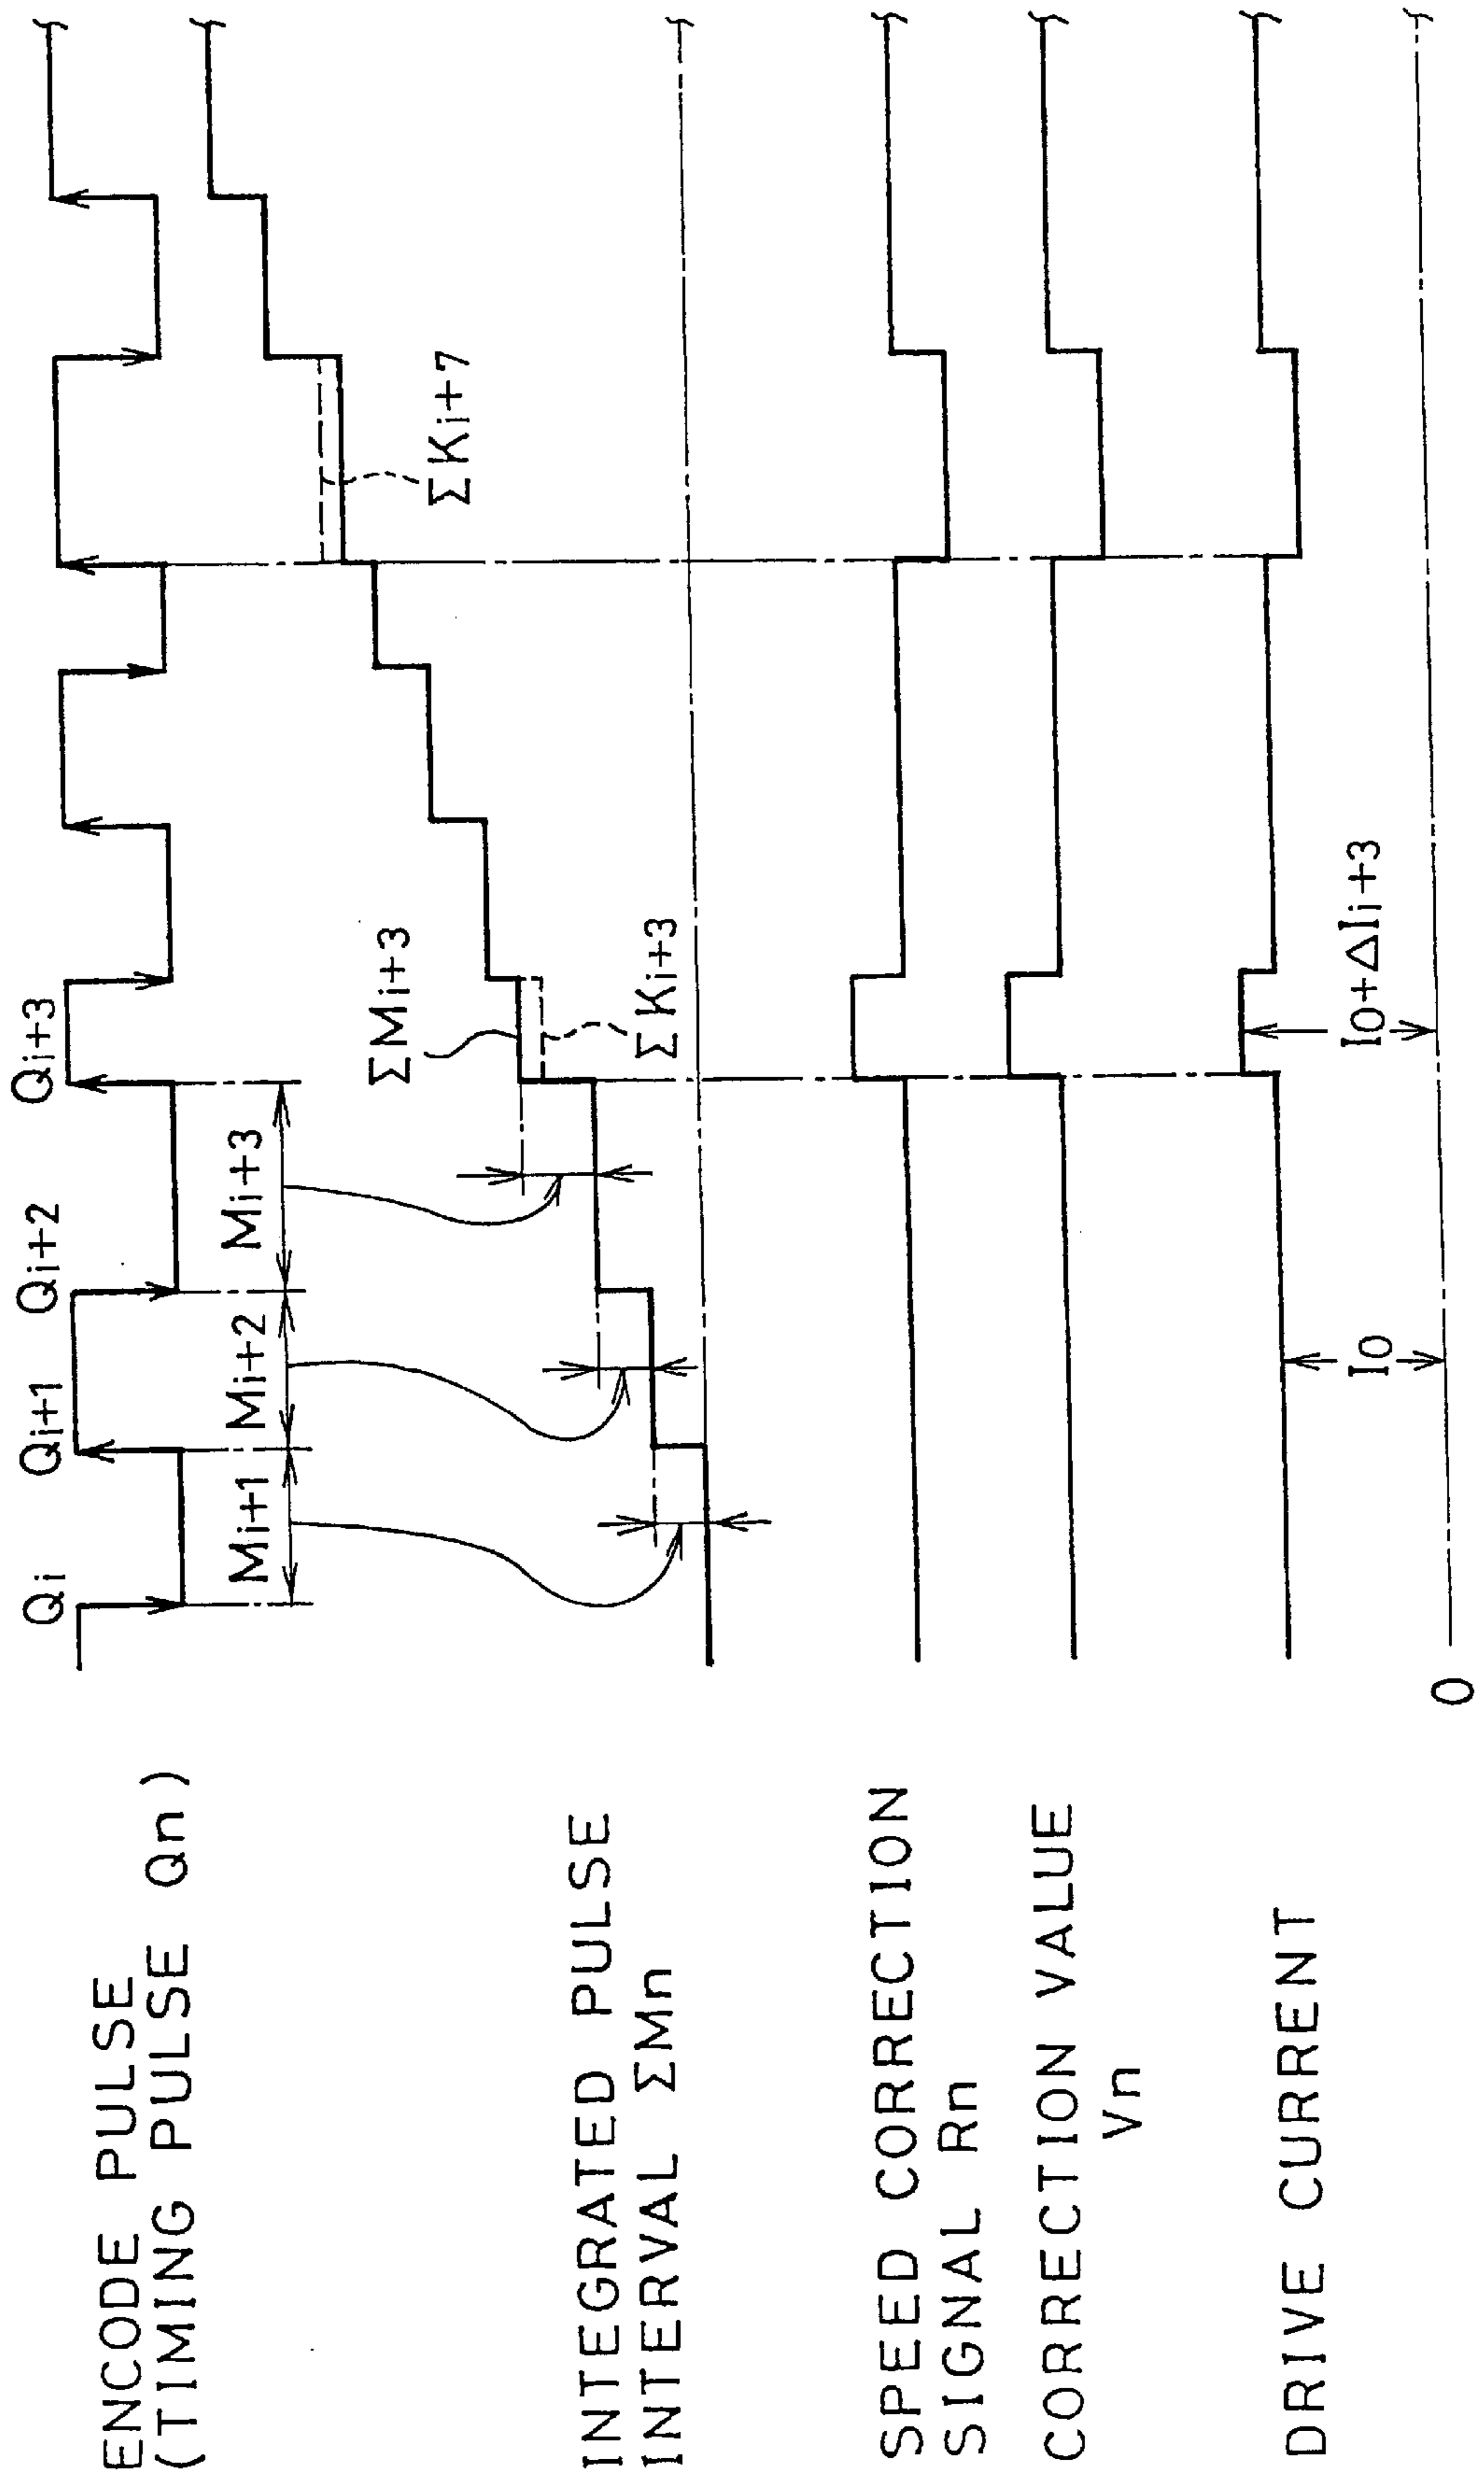 ENCODE PULSE
(TIMING PULSE Qn)
Qi
Qi+1
Qi+2
Qi+3
Mi+1
Mi+2
Mi+3
INTEGRATED PULSE
INTERVAL ΣMn
ΣMi+3
ΣKi+3
ΣKi+7
SPEED CORRECTION
SIGNAL Rn
CORRECTION VALUE
Vn
DRIVE CURRENT
I0
I0+ΔIi+3
0